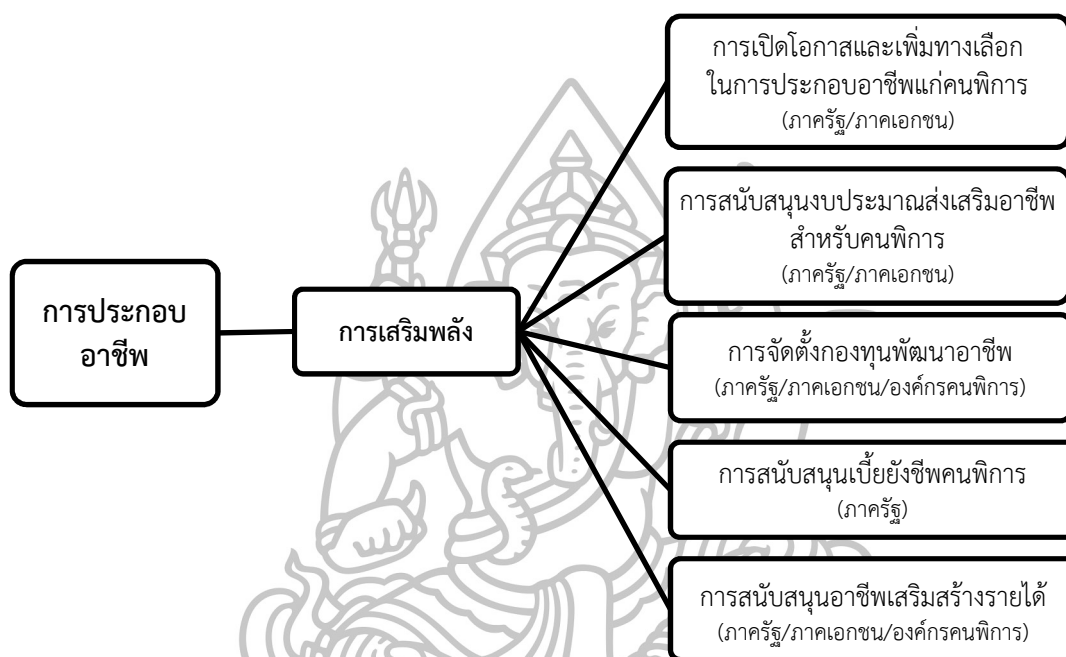 การเปิดโอกาสและเพิ่มทางเลือก
ในการประกอบอาชีพแก่คนพิการ
(ภาครัฐ/ภาคเอกชน)
การสนับสนุนงบประมาณส่งเสริมอาชีพ
สำหรับคนพิการ
(ภาครัฐ/ภาคเอกชน)
การประกอบ
อาชีพ
การเสริมพลัง
การจัดตั้งกองทุนพัฒนาอาชีพ
(ภาครัฐ/ภาคเอกชน/องค์กรคนพิการ)
การสนับสนุนเบี้ยยังชีพคนพิการ
(ภาครัฐ)
การสนับสนุนอาชีพเสริมสร้างรายได้
(ภาครัฐ/ภาคเอกชน/องค์กรคนพิการ)